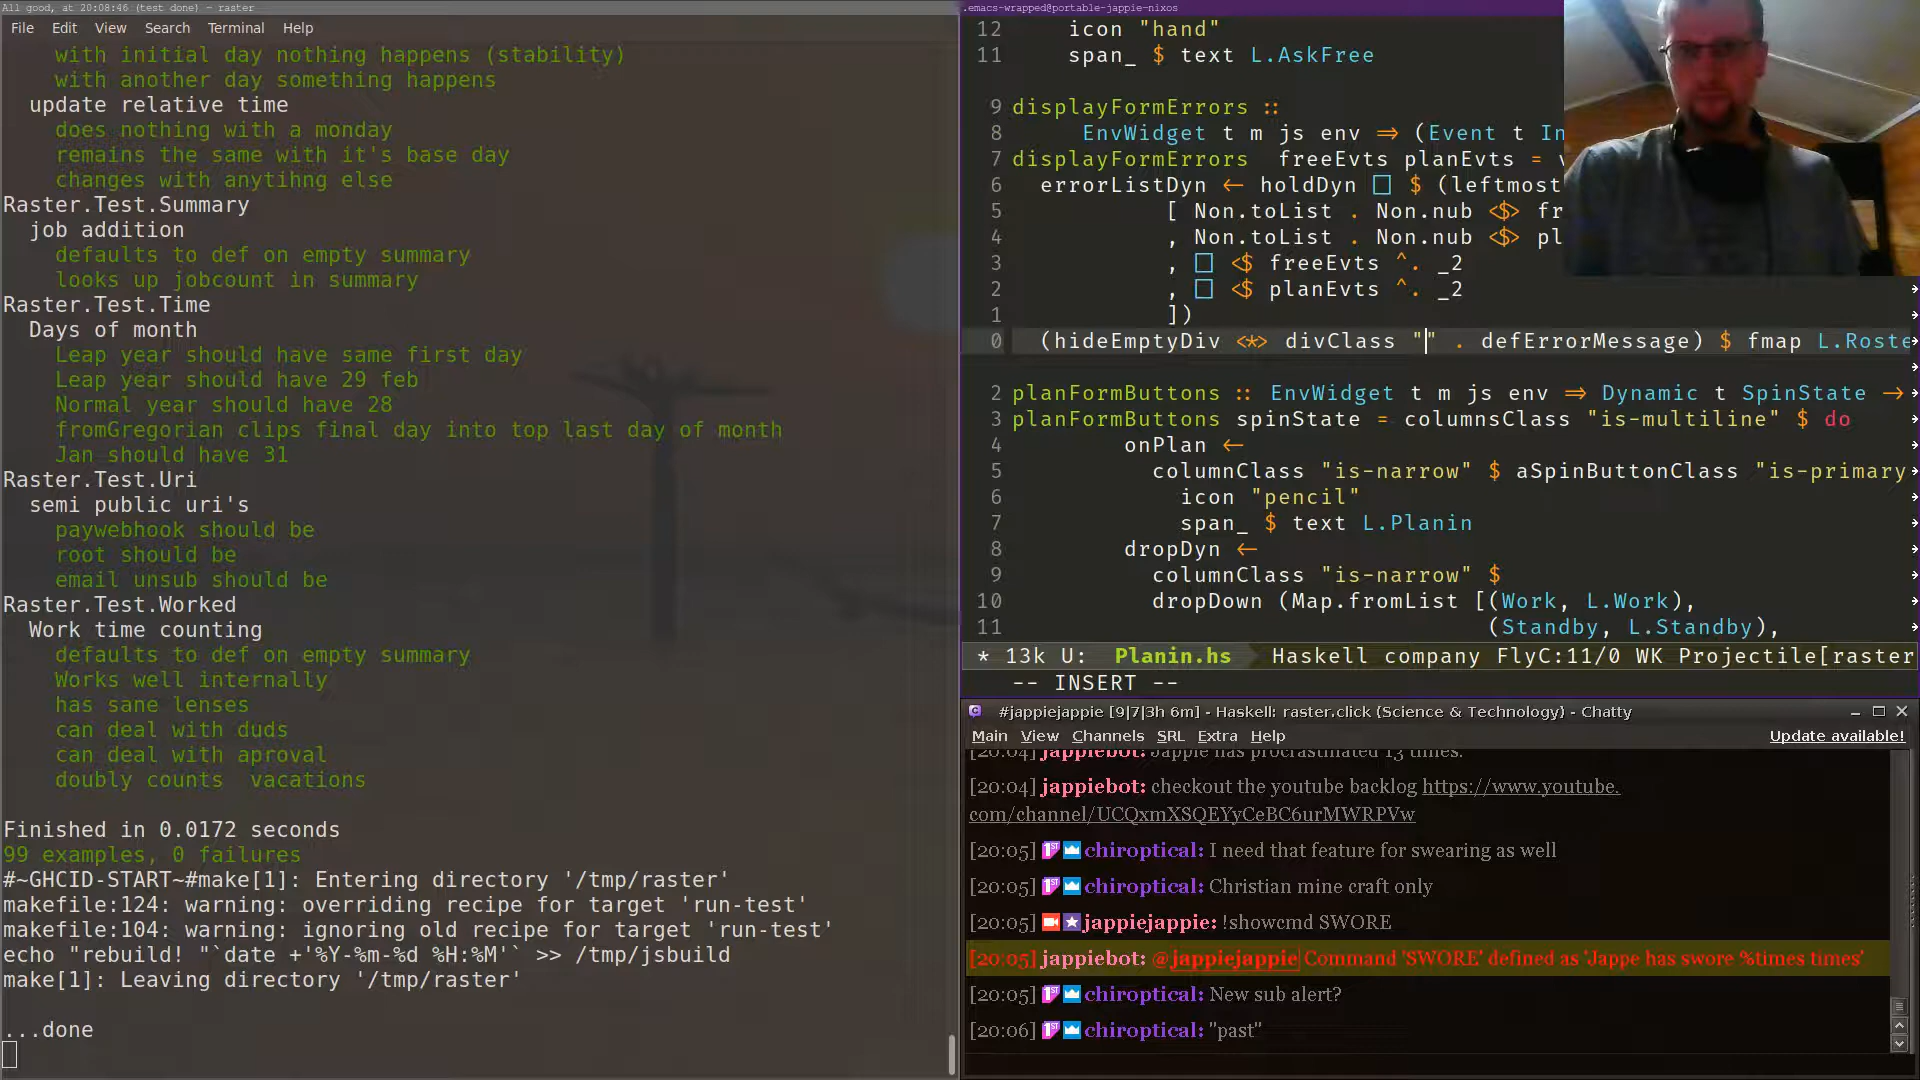 All good, at 20:08:46 (test done) - raster
File Edit View Search Terminal Help
with initial day nothing happens (stability)
with another day something happens
update relative time
does nothing with a monday
remains the same with it's base day
changes with anytihng else
Raster.Test.Summary
job addition
defaults to def on empty summary
looks up jobcount in summary
Raster.Test.Time
Days of month
Leap year should have same first day
Leap year should have 29 feb
Normal year should have 28
fromGregorian clips final day into top last day of month
Jan should have 31
Raster.Test.Uri
semi public uri's
paywebhook should be
root should be
email unsub should be
Raster.Test.Worked
Work time counting
defaults to def on empty summary
Works well internally
has sane lenses
can deal with duds
can deal with aproval
doubly counts  vacations
Finished in 0.0172 seconds
99 examples, 0 failures
#~GHCID-START~#make[1]: Entering directory '/tmp/raster'
makefile:124: warning: overriding recipe for target 'run-test'
makefile:104: warning: ignoring old recipe for target 'run-test'
echo "rebuild! "`date +'%Y-%m-%d %H:%M'` >> /tmp/jsbuild
make[1]: Leaving directory '/tmp/raster'
...done
.emacs-wrapped@portable-jappie-nixos
12 icon "hand"
11 span_ $ text L.AskFree
9 displayFormErrors ::
8 EnvWidget t m js env ⇒ (Event t In
7 displayFormErrors  freeEvts planEvts =
6 errorListDyn ← holdDyn [] $ (leftmost
5 [ Non.toList . Non.nub <$> fr
4 , Non.toList . Non.nub <$> pl
3 , [] <$ freeEvts ^. _2
2 , [] <$ planEvts ^. _2
1 ])
0 (hideEmptyDiv <*> divClass "" . defErrorMessage) $ fmap L.Roste
2 planFormButtons :: EnvWidget t m js env ⇒ Dynamic t SpinState →
3 planFormButtons spinState = columnsClass "is-multiline" $ do
4 onPlan ←
5 columnClass "is-narrow" $ aSpinButtonClass "is-primary
6 icon "pencil"
7 span_ $ text L.Planin
8 dropDyn ←
9 columnClass "is-narrow" $
10 dropDown (Map.fromList [(Work, L.Work),
11 (Standby, L.Standby),
* 13k U: Planin.hs Haskell company FlyC:11/0 WK Projectile[raster
-- INSERT --
#jappiejappie [9|7|3h 6m] - Haskell: raster.click (Science & Technology) - Chatty
Main View Channels SRL Extra Help Update available!
[20:04] jappiebot: Jappie has procrastinated 13 times.
[20:04] jappiebot: checkout the youtube backlog https://www.youtube.
com/channel/UCQxmXSQEYyCeBC6urMWRPVw
[20:05] chiroptical: I need that feature for swearing as well
[20:05] chiroptical: Christian mine craft only
[20:05] jappiejappie: !showcmd SWORE
[20:05] jappiebot: @jappiejappie Command 'SWORE' defined as 'Jappe has swore %times times'
[20:05] chiroptical: New sub alert?
[20:06] chiroptical: "past"